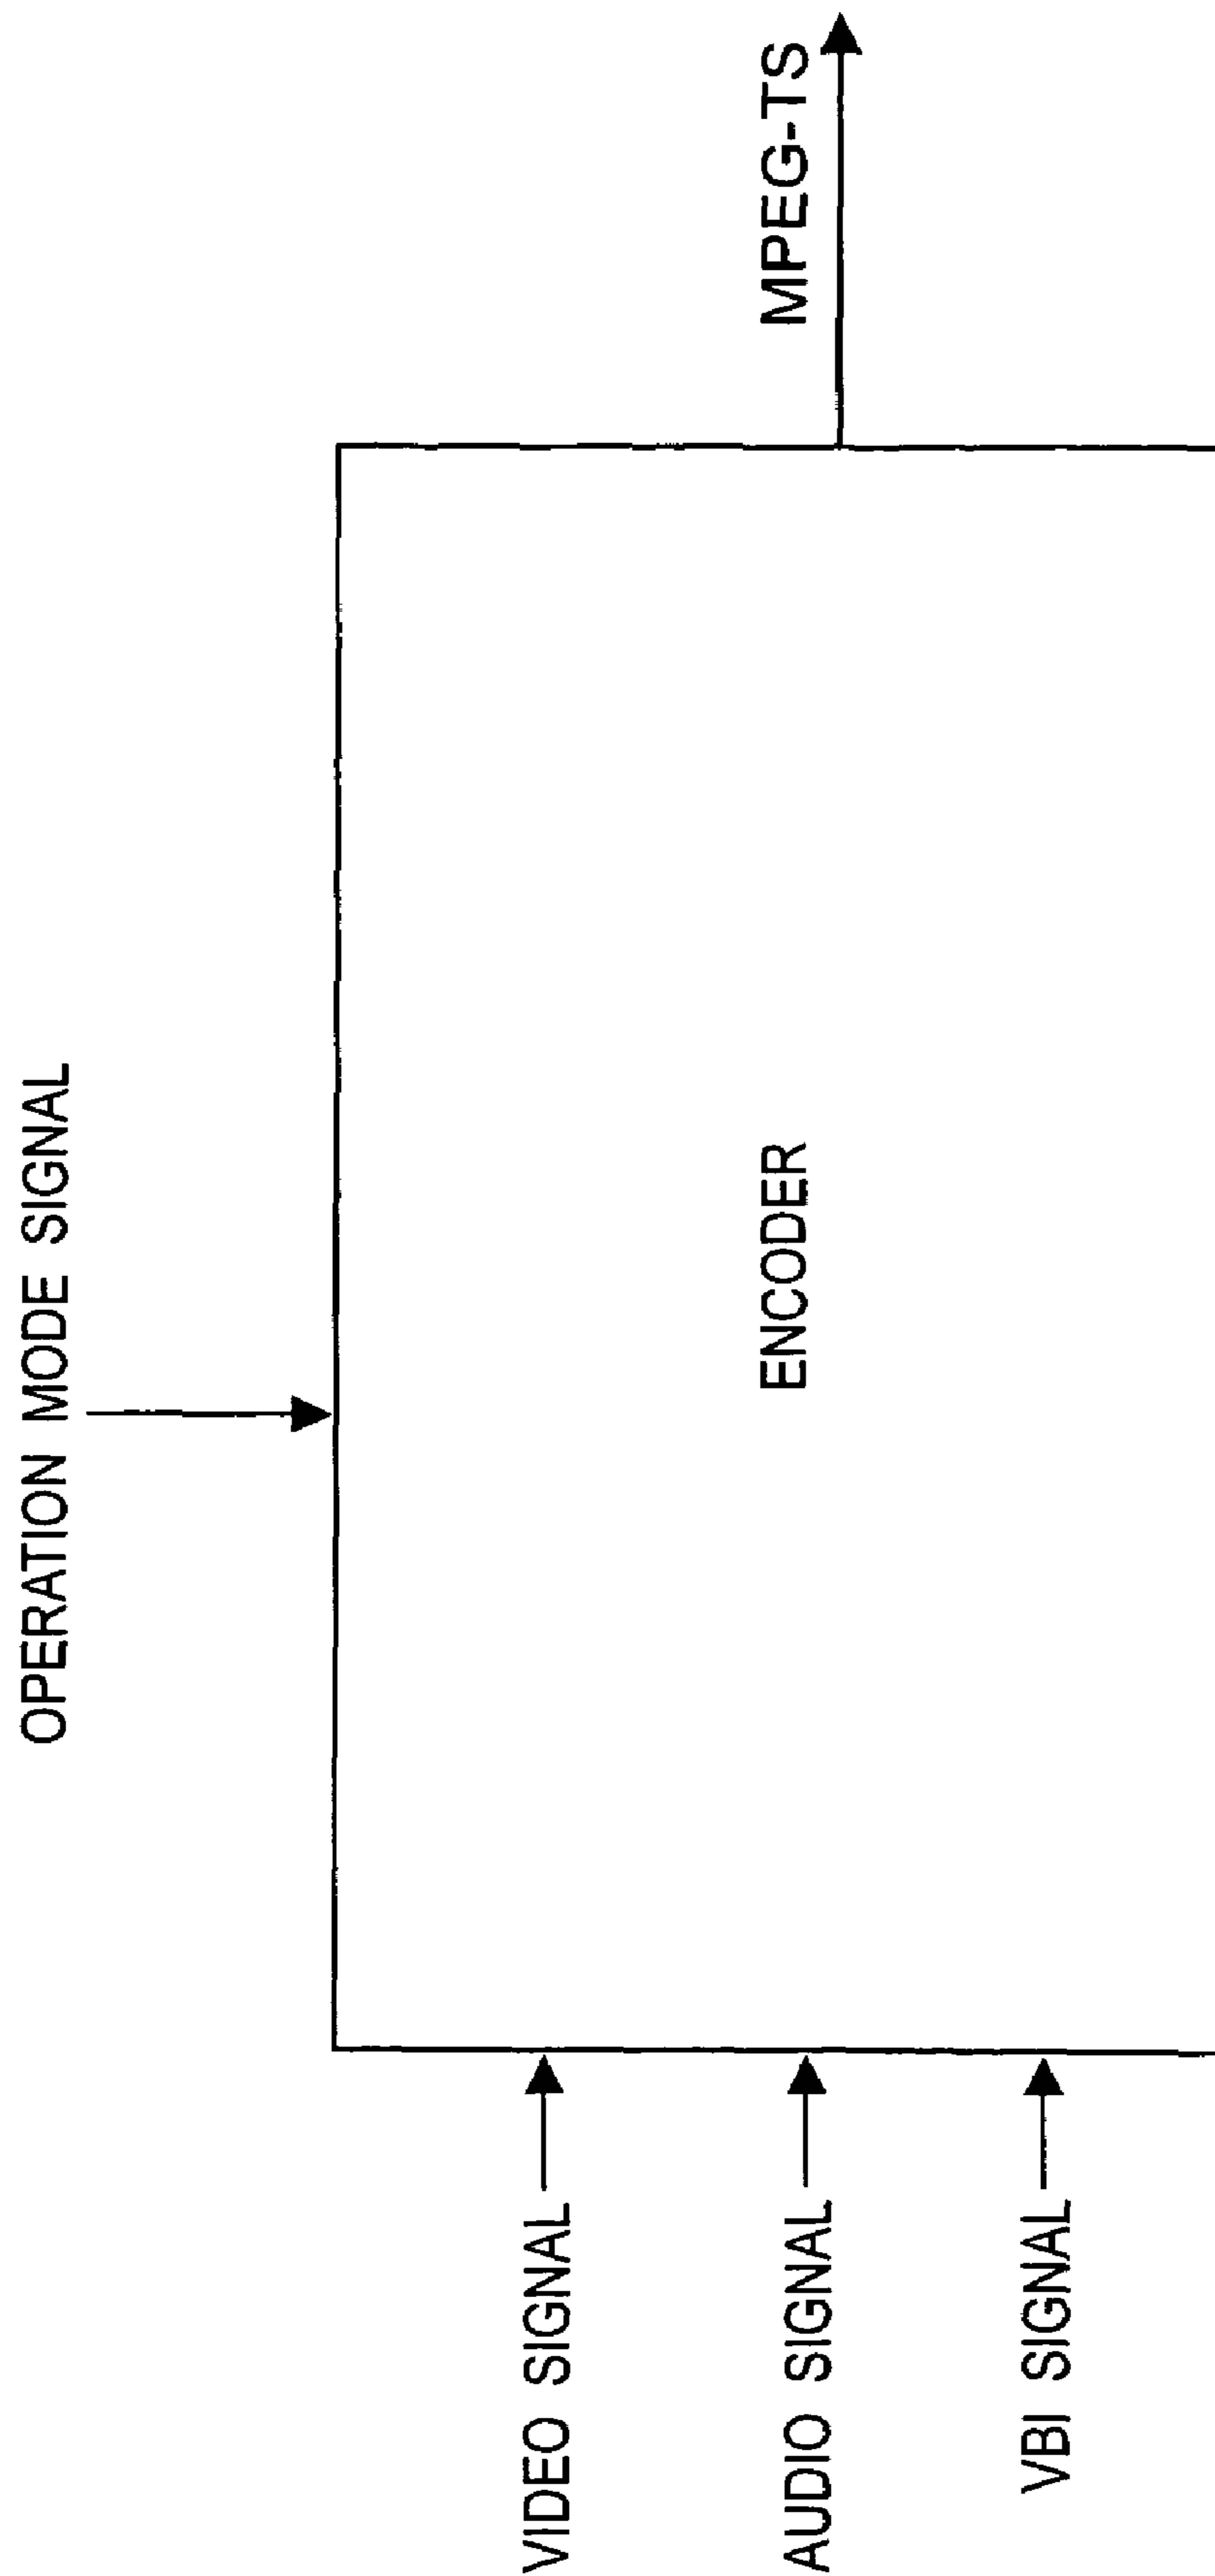 OPERATION MODE SIGNAL
VIDEO SIGNAL
AUDIO SIGNAL
VBI SIGNAL
ENCODER
MPEG-TS